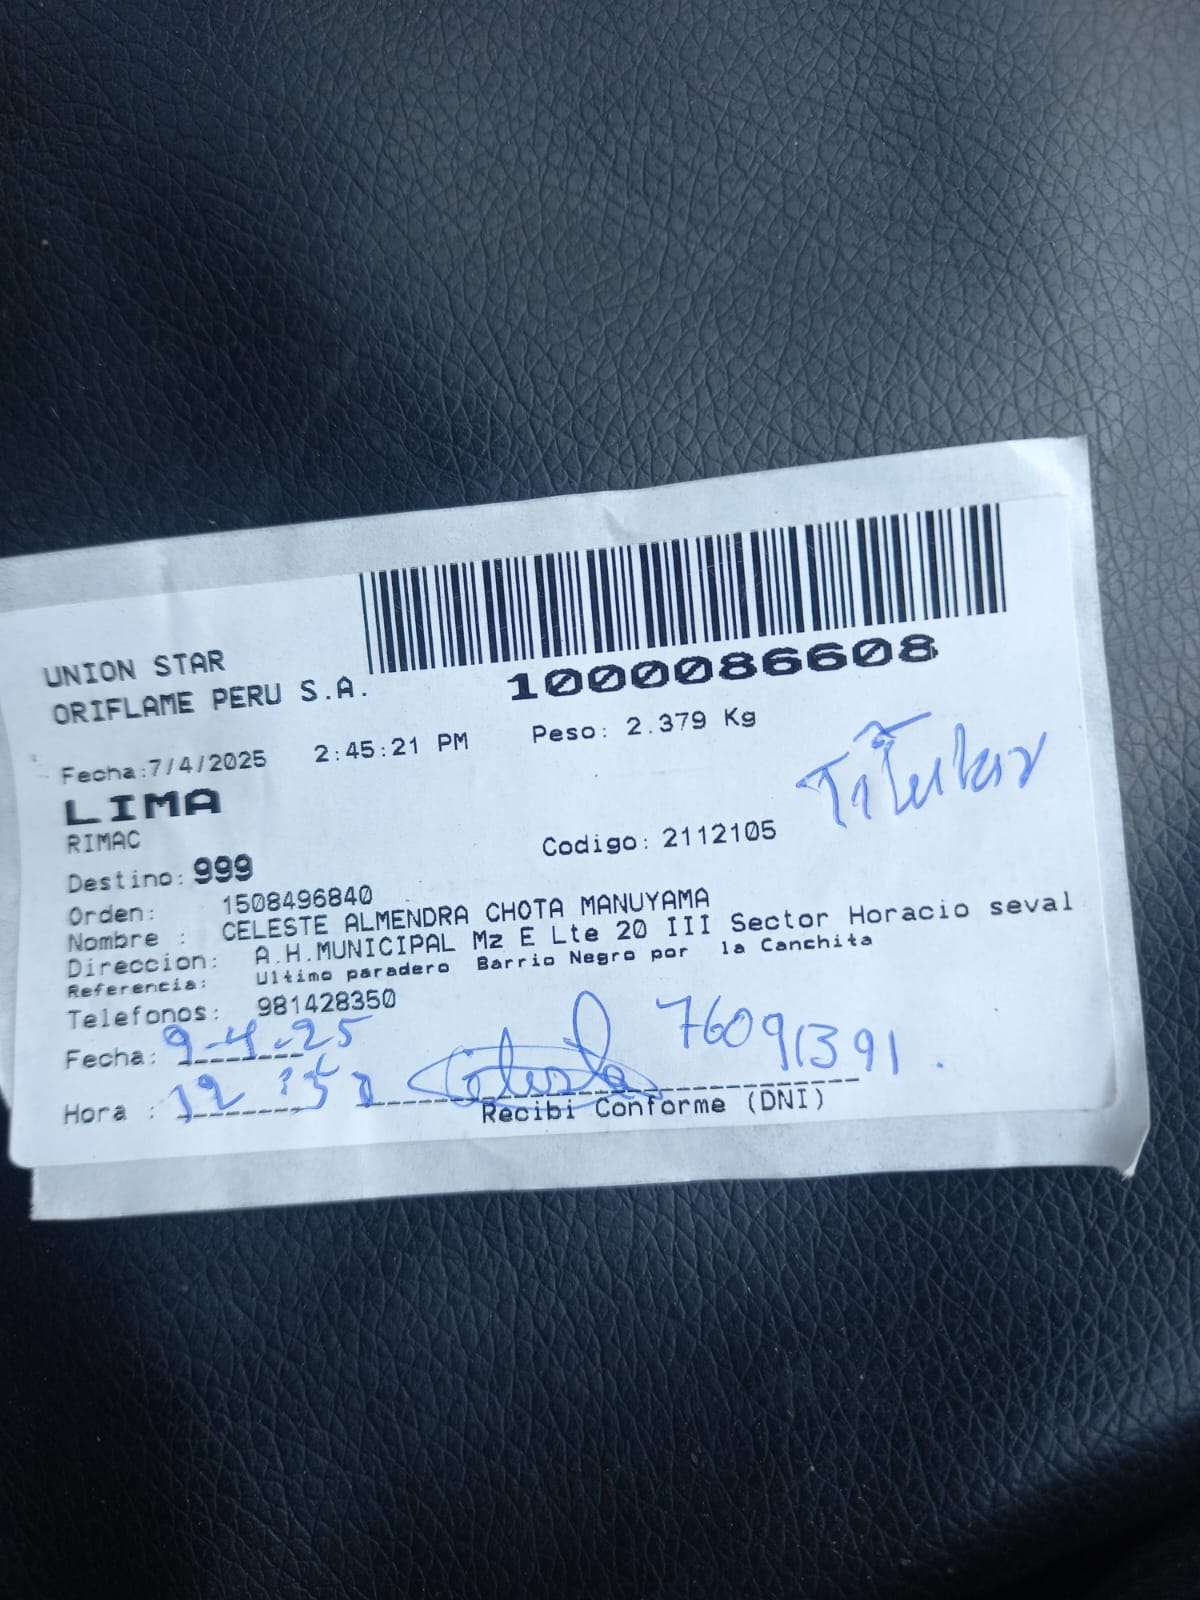 UNION STAR
ORIFLAME PERU S.A.
1000086608
Fecha:7/4/2025 2:45:21 PM Peso: 2.379 Kg
LIMA
Titular
RIMAC
Destino: 999 Codigo: 2112105
Orden: 1508496840
Nombre : CELESTE ALMENDRA CHOTA MANUYAMA
Direccion: A.H.MUNICIPAL Mz E Lte 20 III Sector Horacio seval
Referencia: Ultimo paradero Barrio Negro por la Canchita
Telefonos: 981428350
Fecha: 9-4-25 76091391.
Hora : 12:52
Recibi Conforme (DNI)